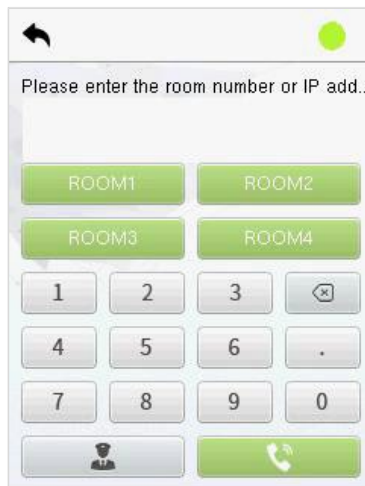 Please enter the room number or IP add..
ROOM1 ROOM2
ROOM3 ROOM4
1 2 3
4 5 6 .
7 8 9 0